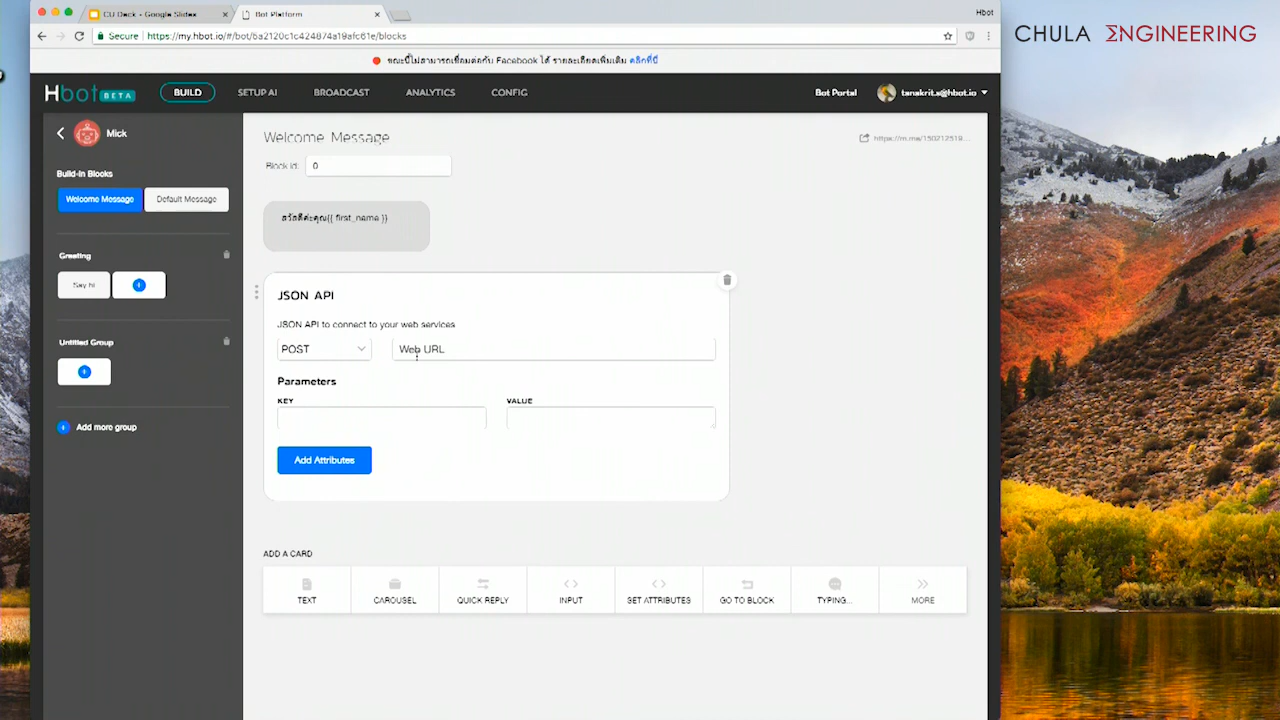 CU Deck - Google Slides
Bot Platform
Hbot
Secure
https://my.hbot.io/#/bot/5a2120c1c424874a19afc61e/blocks
CHULA ΣNGINEERING
ขณะนี้ไม่สามารถเชื่อมต่อกับ Facebook ได้ รายละเอียดเพิ่มเติม คลิกที่นี่
Hbot BETA
BUILD
SETUP AI
BROADCAST
ANALYTICS
CONFIG
Bot Portal
tanakrit.s@hbot.io
Mick
Welcome Message
https://m.me/150212519...
Block id:
0
Build-in Blocks
Welcome Message
Default Message
สวัสดีค่ะคุณ{{ first_name }}
Greeting
Say hi
JSON API
JSON API to connect to your web services
POST
Web URL
Untitled Group
Parameters
KEY
VALUE
Add more group
Add Attributes
ADD A CARD
TEXT
CAROUSEL
QUICK REPLY
INPUT
SET ATTRIBUTES
GO TO BLOCK
TYPING...
MORE